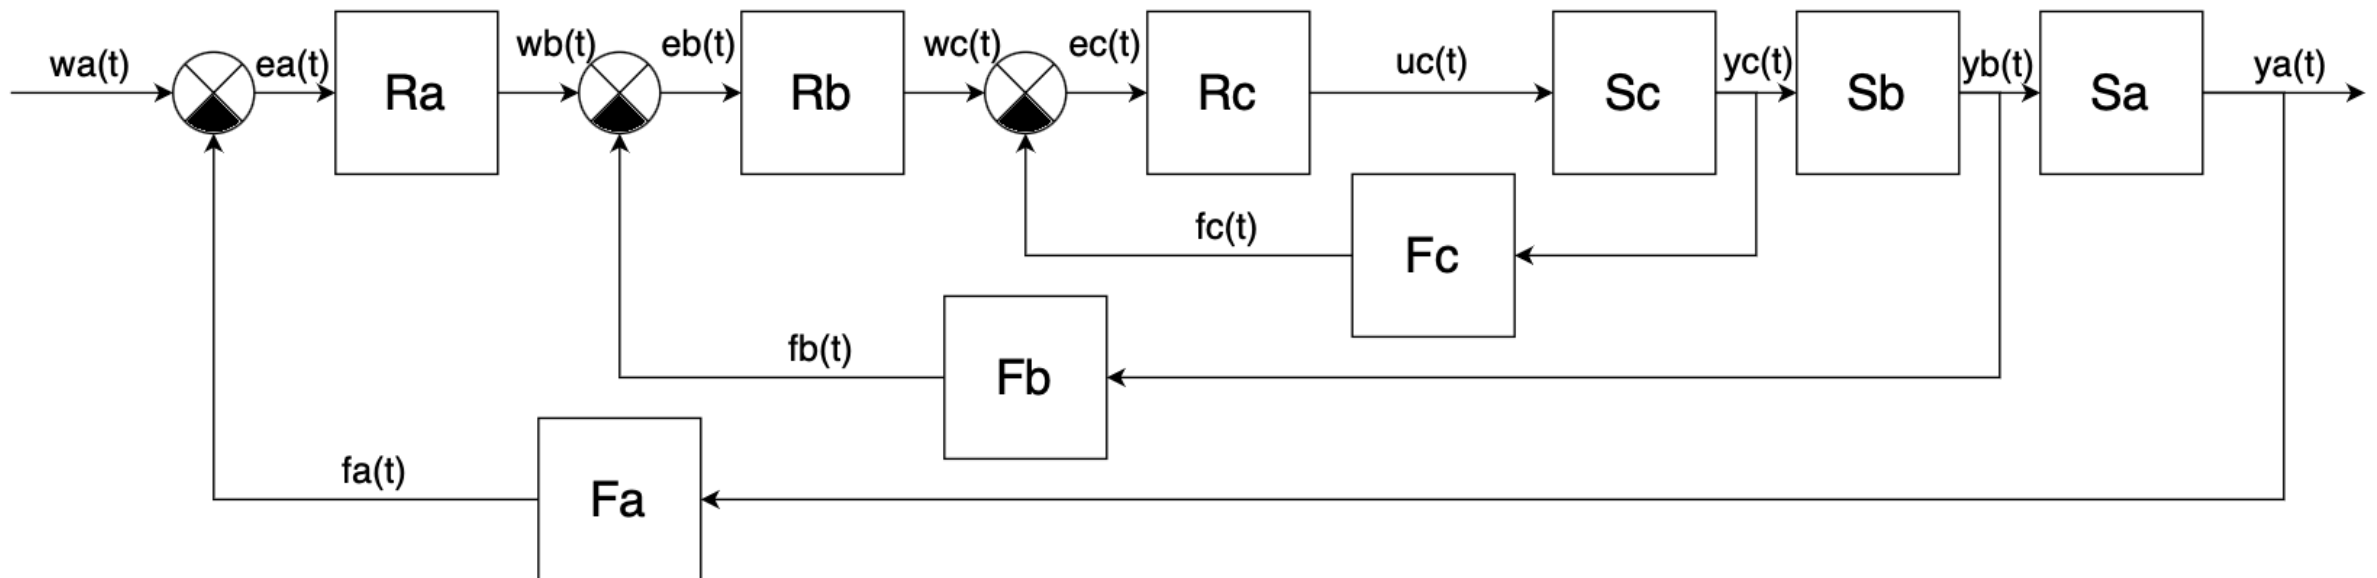 wa(t)
ea(t)
Ra
wb(t)
eb(t)
Rb
wc(t)
ec(t)
Rc
uc(t)
Sc
yc(t)
Sb
yb(t)
Sa
ya(t)
fc(t)
Fc
fb(t)
Fb
fa(t)
Fa